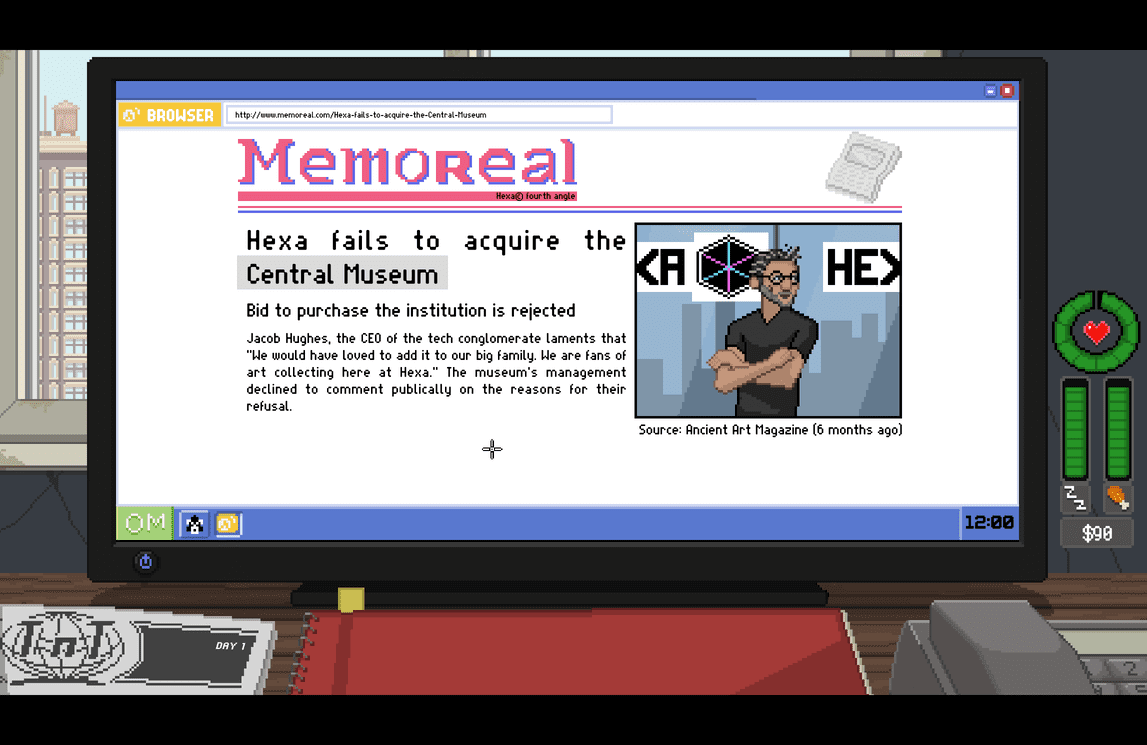 BROWSER
http://www.memoreal.com/Hexa-fails-to-acquire-the-Central-Museum
Memoreal
Hexa© fourth angle
Hexa fails to acquire the
Central Museum
Bid to purchase the institution is rejected
Jacob Hughes, the CEO of the tech conglomerate laments that
"We would have loved to add it to our big family. We are fans of
art collecting here at Hexa." The museum's management
declined to comment publically on the reasons for their
refusal.
XA HEX
Source: Ancient Art Magazine (6 months ago)
OM
12:00
ZZZ
$90
TnT
DAY 1
2